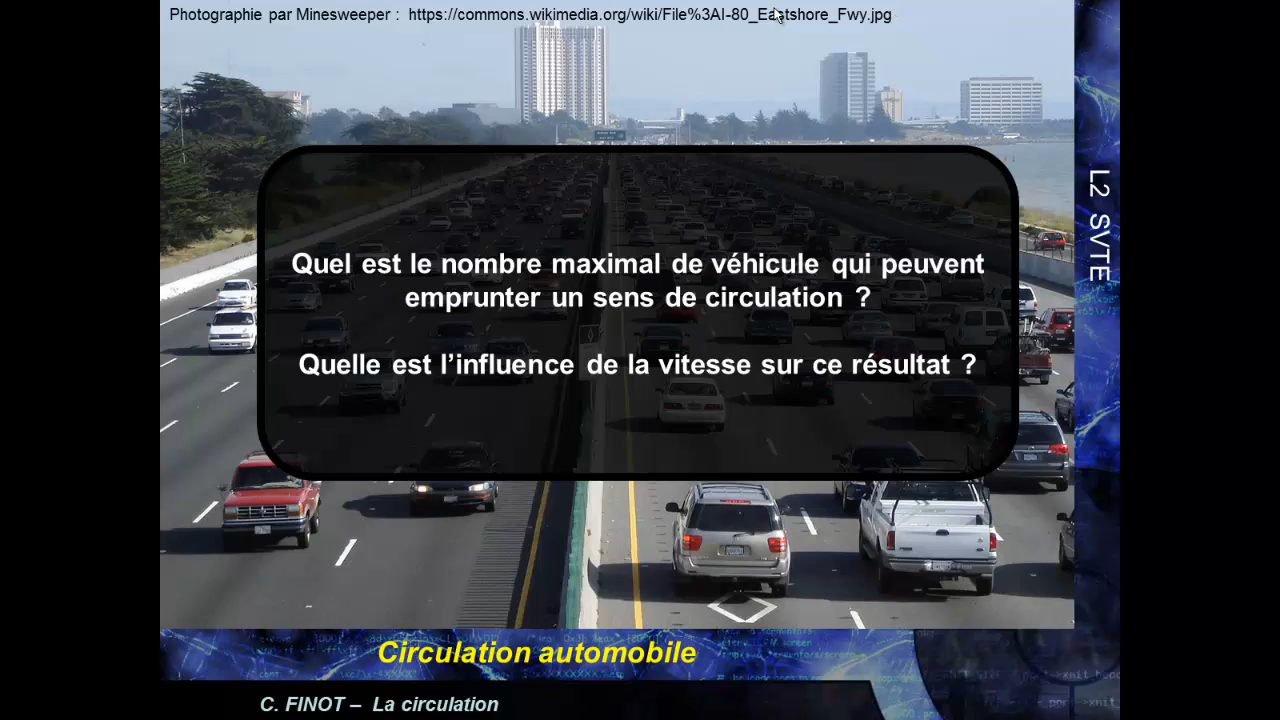 Photographie par Minesweeper : https://commons.wikimedia.org/wiki/File%3AI-80_Eastshore_Fwy.jpg
Quel est le nombre maximal de véhicule qui peuvent
emprunter un sens de circulation ?
Quelle est l’influence de la vitesse sur ce résultat ?
L2 SVTE
Circulation automobile
C. FINOT – La circulation